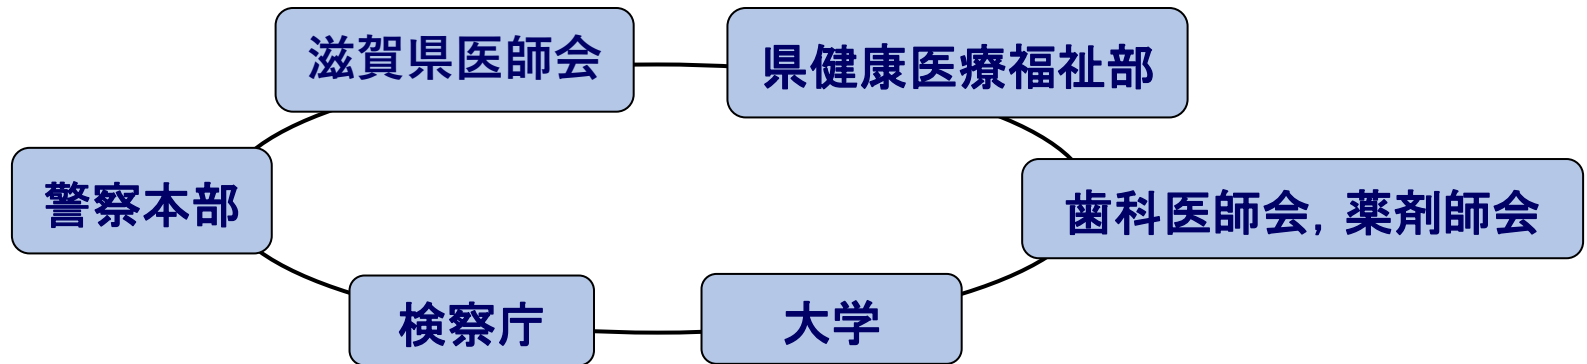 滋賀県医師会
県健康医療福祉部
警察本部
歯科医師会，薬剤師会
検察庁
大学